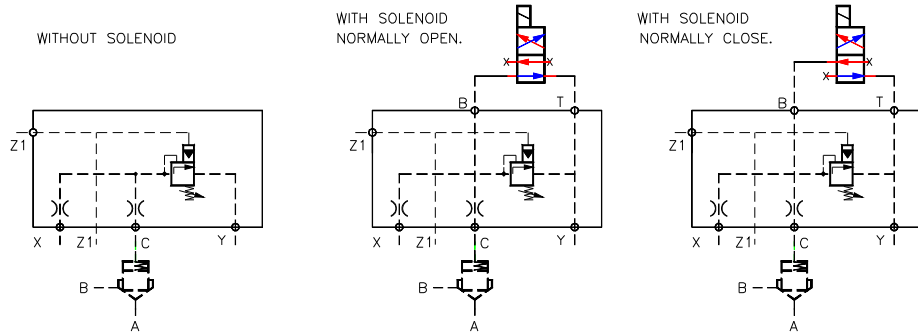 WITHOUT SOLENOID
WITH SOLENOID
NORMALLY OPEN.
WITH SOLENOID
NORMALLY CLOSE.
X X
X
B T
B T
Z1
Z1
Z1
X Z1 C Y
X Z1 C Y
X Z1 C Y
B
B
B
A
A
A